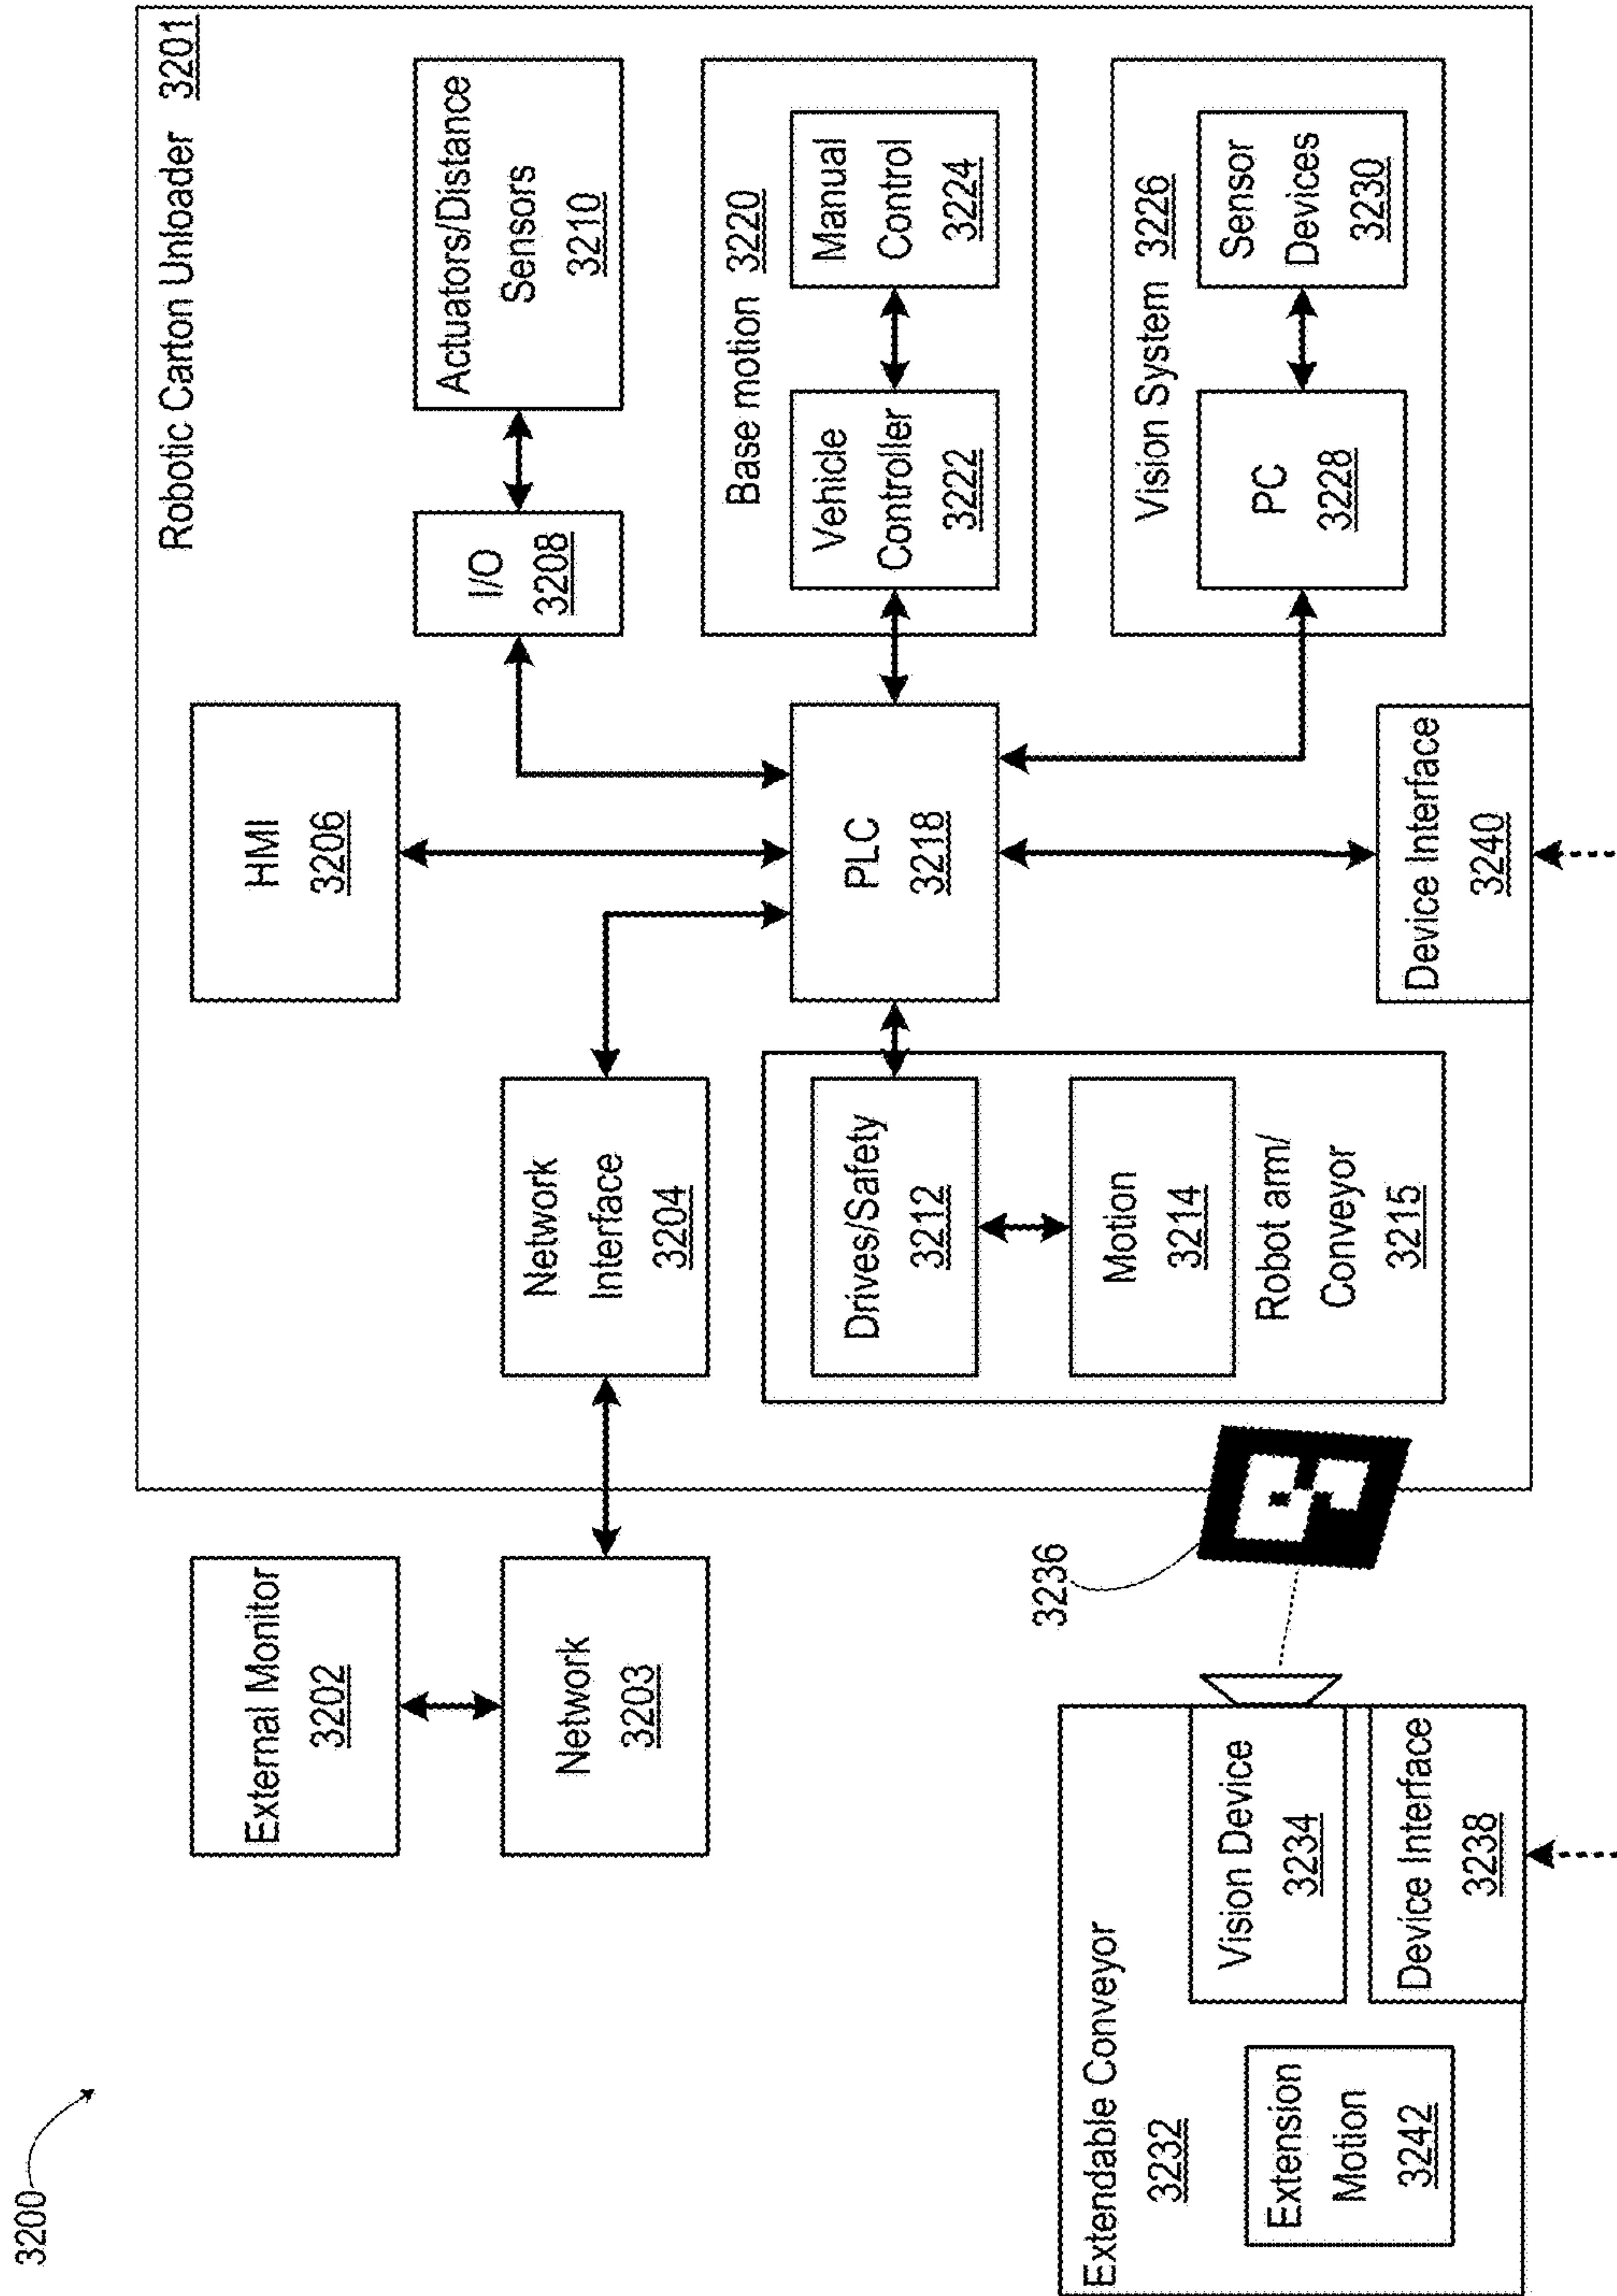 3200
Robotic Carton Unloader 3201
External Monitor
3202
HMI
3206
Network
3203
Network
Interface
3204
I/O
3208
Actuators/Distance
Sensors
3210
Drives/Safety
3212
Motion
3214
Robot arm/
Conveyor
3215
PLC
3218
Base motion 3220
Vehicle
Controller
3222
Manual
Control
3224
Vision System 3226
PC
3228
Sensor
Devices
3230
Device Interface
3240
3236
Extendable Conveyor
3232
Vision Device
3234
Device Interface
3238
Extension
Motion
3242